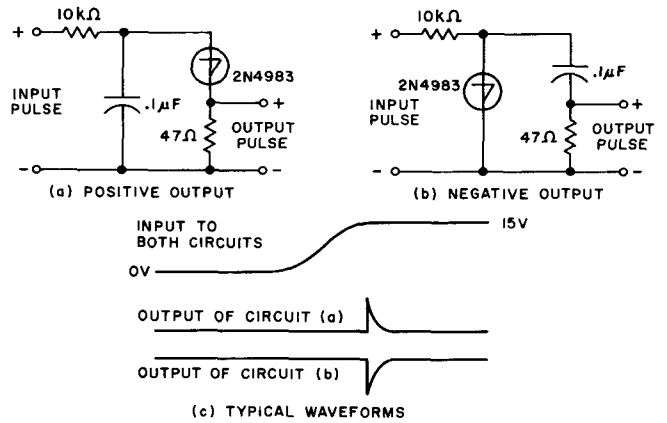 10kΩ
+
INPUT
PULSE
.1μF
2N4983
+
47Ω
OUTPUT
PULSE
-
-
(a) POSITIVE OUTPUT
10kΩ
+
2N4983
INPUT
PULSE
.1μF
+
47Ω
OUTPUT
PULSE
-
-
(b) NEGATIVE OUTPUT
INPUT TO
BOTH CIRCUITS
15V
0V
OUTPUT OF CIRCUIT (a)
OUTPUT OF CIRCUIT (b)
(c) TYPICAL WAVEFORMS